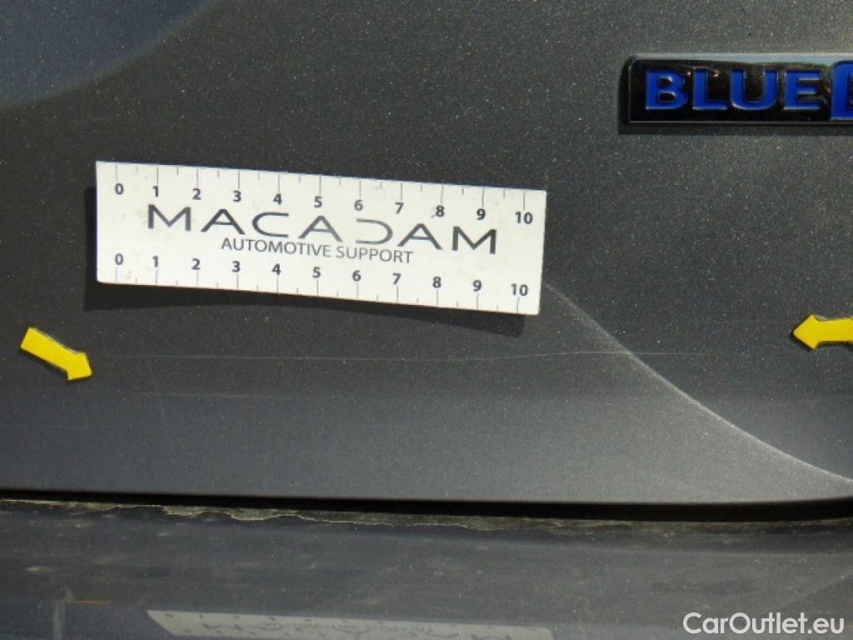 BLUE
0 1 2 3 4 5 6 7 8 9 10
MACADAM
AUTOMOTIVE SUPPORT
0 1 2 3 4 5 6 7 8 9 10
CarOutlet.eu